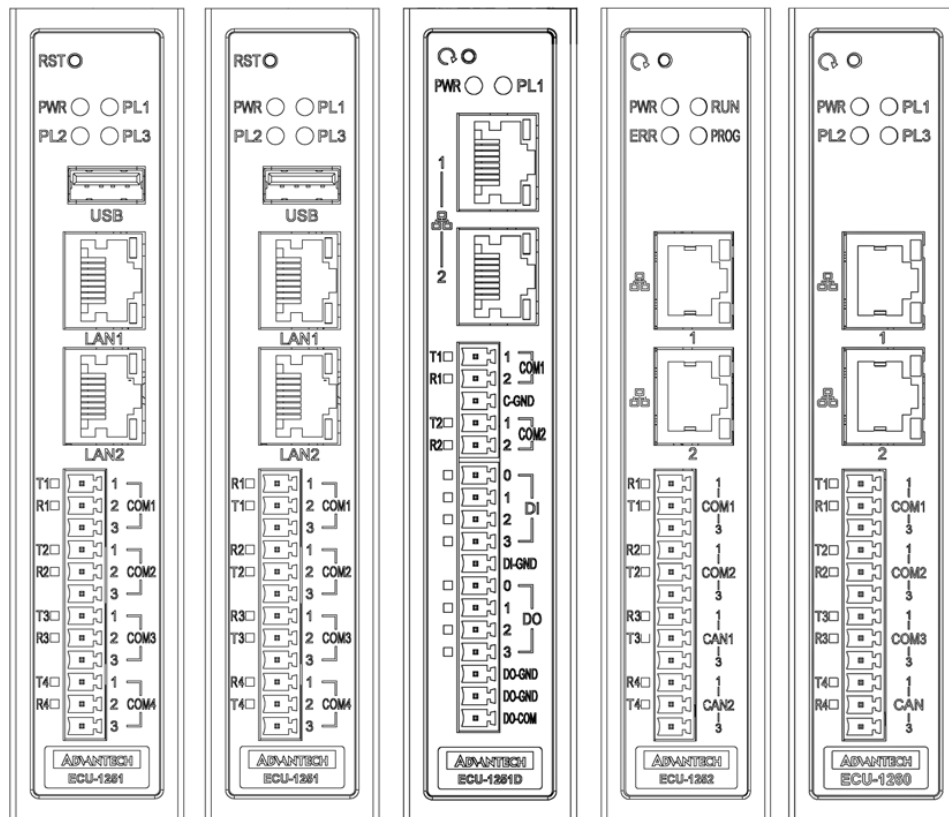 RST
PWR PL1
PL2 PL3
USB
LAN1
LAN2
T1 1
R1 2 COM1
3
T2 1
R2 2 COM2
3
T3 1
R3 2 COM3
3
T4 1
R4 2 COM4
3
ADVANTECH
ECU-1251
RST
PWR PL1
PL2 PL3
USB
LAN1
LAN2
R1 1
T1 2 COM1
3
R2 1
T2 2 COM2
3
R3 1
T3 2 COM3
3
R4 1
T4 2 COM4
3
ADVANTECH
ECU-1251
PWR PL1
1
2
T1 1 COM1
R1 2
C-GND
T2 1 COM2
R2 2
0
1 DI
2
3
DI-GND
0
1 DO
2
3
DO-GND
DO-GND
DO-COM
ADVANTECH
ECU-1251D
PWR RUN
ERR PROG
1
2
R1 1
T1 COM1
3
R2 1
T2 COM2
3
R3 1
T3 CAN1
3
R4 1
T4 CAN2
3
ADVANTECH
ECU-1252
PWR PL1
PL2 PL3
1
2
T1 1
R1 COM1
3
T2 1
R2 COM2
3
T3 1
R3 COM3
3
T4 1
R4 CAN
3
ADVANTECH
ECU-1260